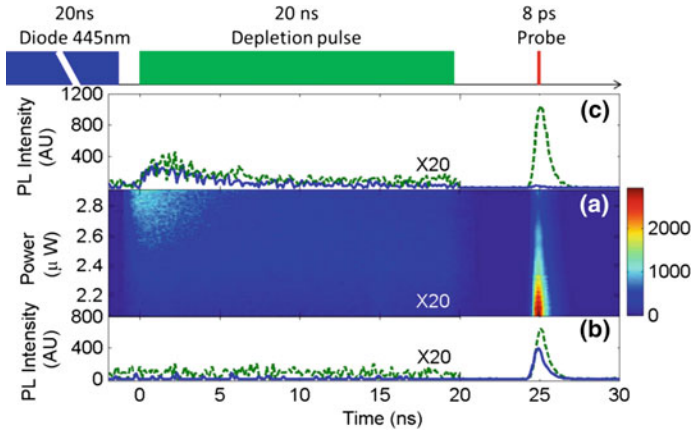 20ns
Diode 445nm
20 ns
Depletion pulse
8 ps
Probe
PL Intensity
(AU)
1200
800
400
X20
(c)
Power
(μ W)
2.8
2.6
2.4
2.2
X20
(a)
2000
1000
0
PL Intensity
(AU)
800
400
0
X20
(b)
0
5
10
15
20
25
30
Time (ns)